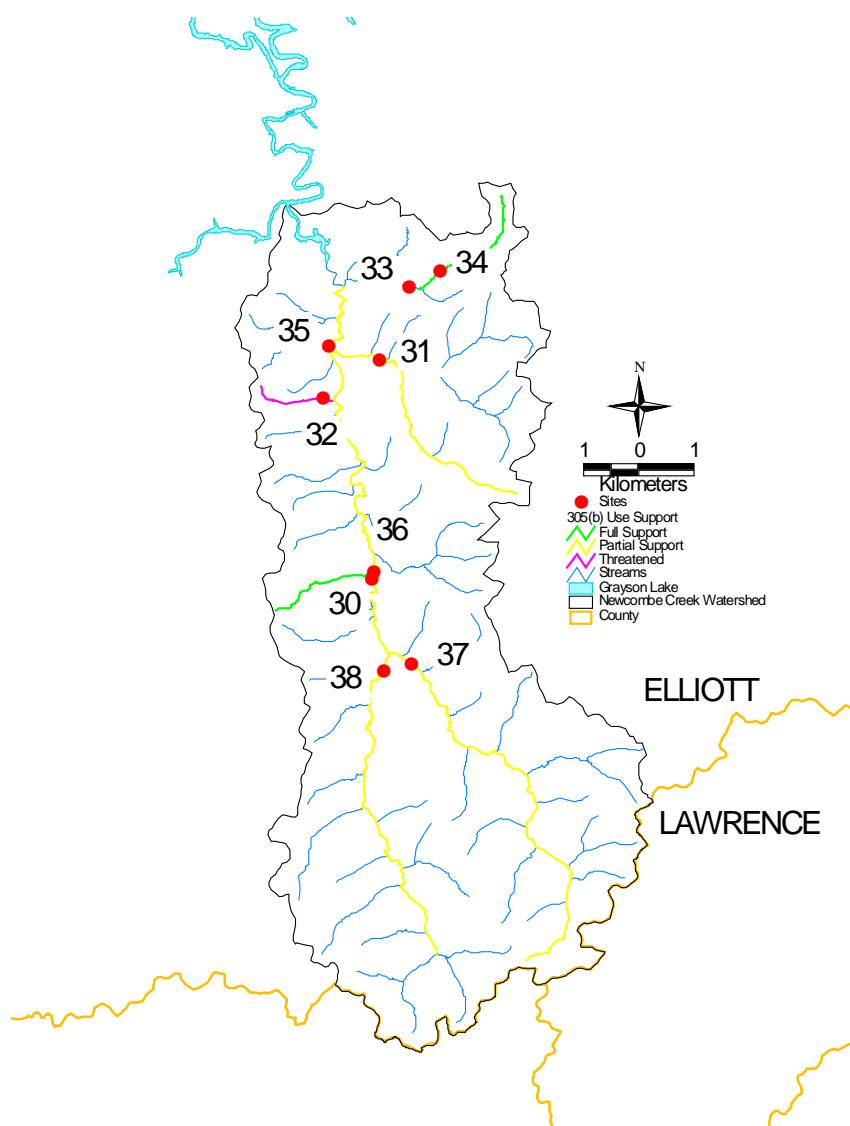 34
33
35
31
32
N
1 0 1
Kilometers
Sites
305(b) Use Support
Full Support
Partial Support
Threatened
Streams
Grayson Lake
Newcombe Creek Watershed
County
36
30
37
38
ELLIOTT
LAWRENCE